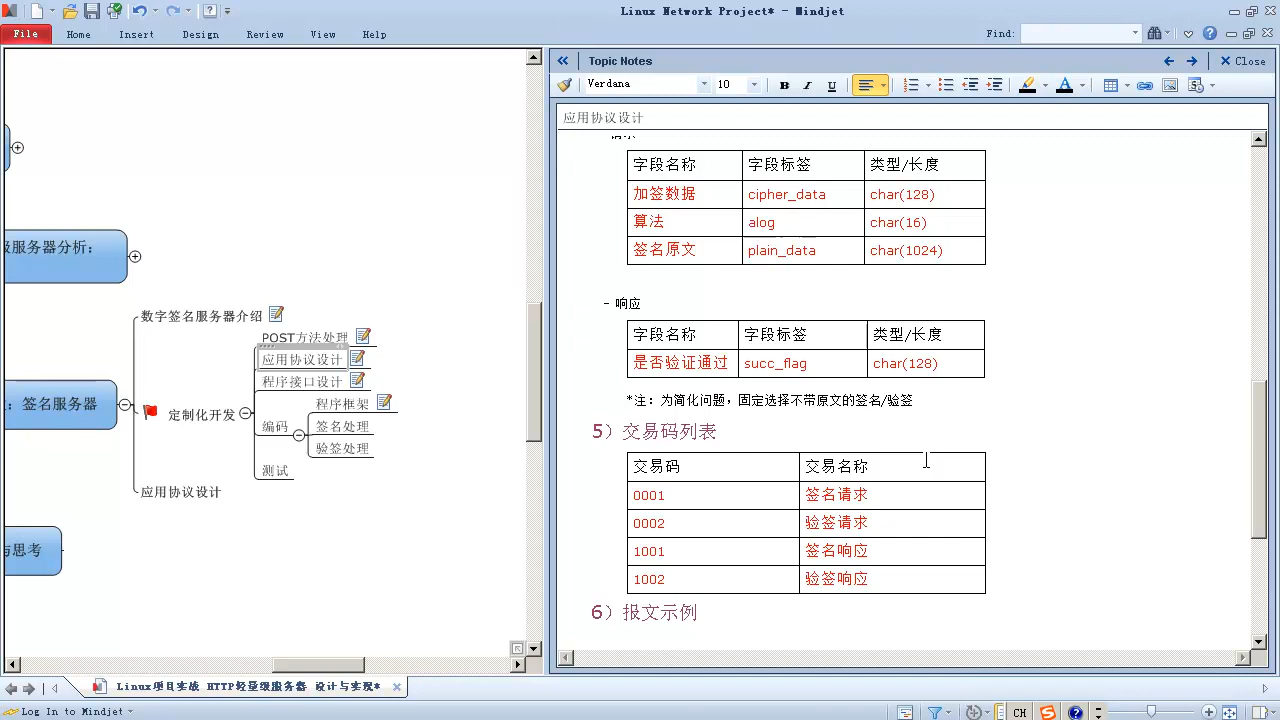 Linux Network Project* - Mindjet
File Home Insert Design Review View Help Find:
Topic Notes Close
Verdana 10 B I U A
应用协议设计
字段名称 字段标签 类型/长度
加签数据 cipher_data char(128)
算法 alog char(16)
签名原文 plain_data char(1024)
- 响应
字段名称 字段标签 类型/长度
是否验证通过 succ_flag char(128)
*注：为简化问题，固定选择不带原文的签名/验签
5）交易码列表
交易码 交易名称
0001 签名请求
0002 验签请求
1001 签名响应
1002 验签响应
6）报文示例
级服务器分析：
数字签名服务器介绍
POST方法处理
应用协议设计
程序接口设计
程序框架
：签名服务器
定制化开发
编码
签名处理
验签处理
测试
应用协议设计
与思考
Linux项目实战 HTTP轻量级服务器 设计与实现*
Log In to Mindjet CH